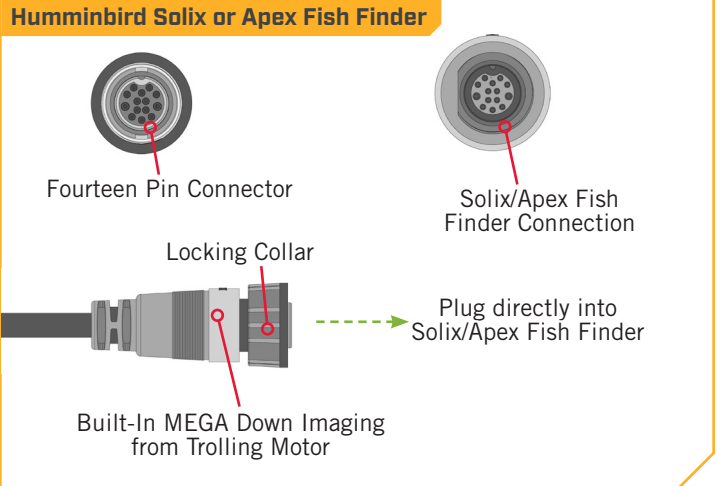 Humminbird Solix or Apex Fish Finder
Fourteen Pin Connector
Solix/Apex Fish
Finder Connection
Locking Collar
Plug directly into
Solix/Apex Fish Finder
Built-In MEGA Down Imaging
from Trolling Motor